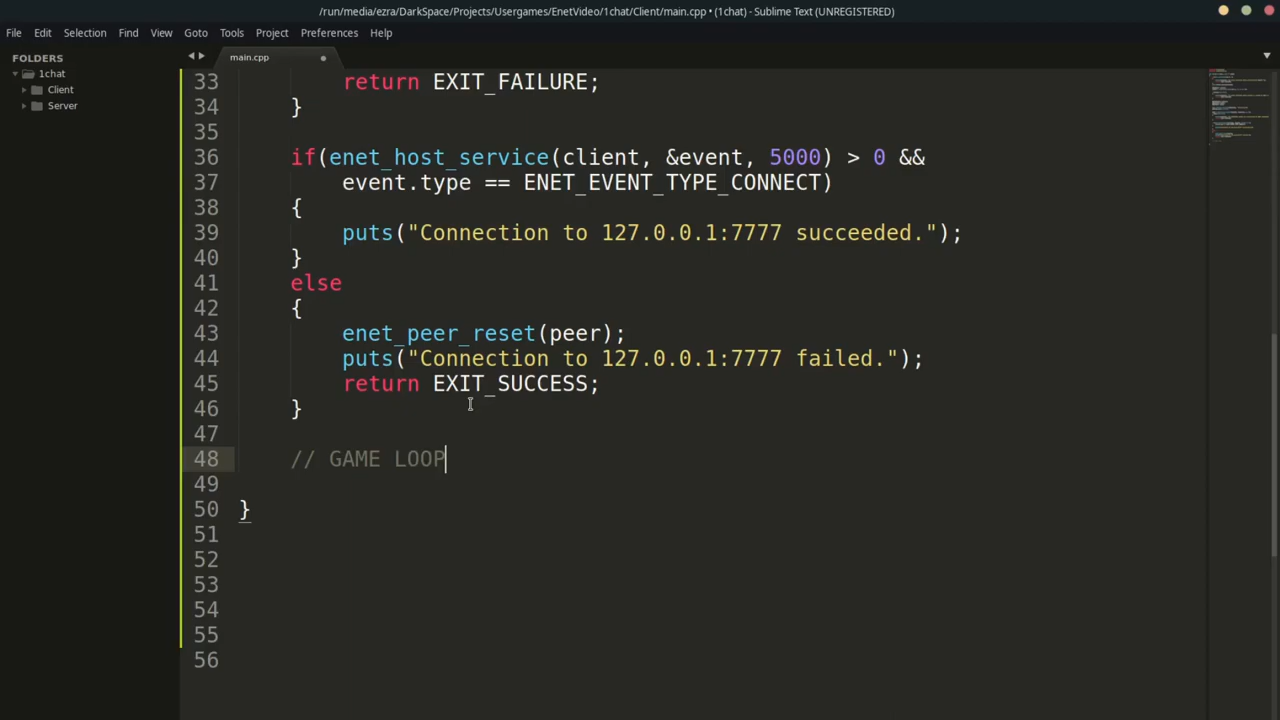 /run/media/ezra/DarkSpace/Projects/Usergames/EnetVideo/1chat/Client/main.cpp • (1chat) - Sublime Text (UNREGISTERED)
File Edit Selection Find View Goto Tools Project Preferences Help
FOLDERS
1chat
Client
Server
main.cpp
33 return EXIT_FAILURE;
34 }
35
36 if(enet_host_service(client, &event, 5000) > 0 &&
37 event.type == ENET_EVENT_TYPE_CONNECT)
38 {
39 puts("Connection to 127.0.0.1:7777 succeeded.");
40 }
41 else
42 {
43 enet_peer_reset(peer);
44 puts("Connection to 127.0.0.1:7777 failed.");
45 return EXIT_SUCCESS;
46 }
47
48 // GAME LOOP
49
50 }
51
52
53
54
55
56